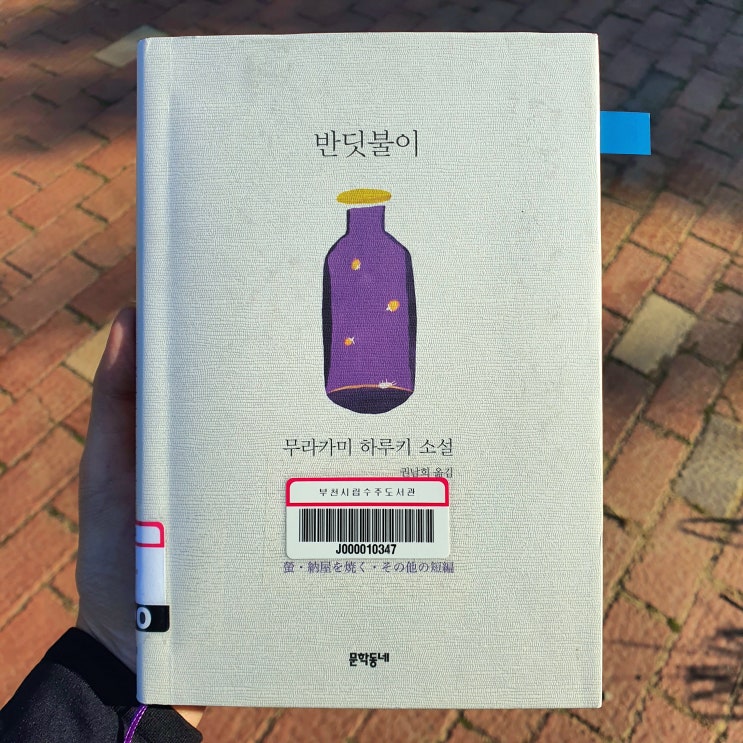 반딧불이
무라카미 하루키 소설
권남희 옮김
부천시립수주도서관
J000010347
螢・納屋を焼く・その他の短編
문학동네